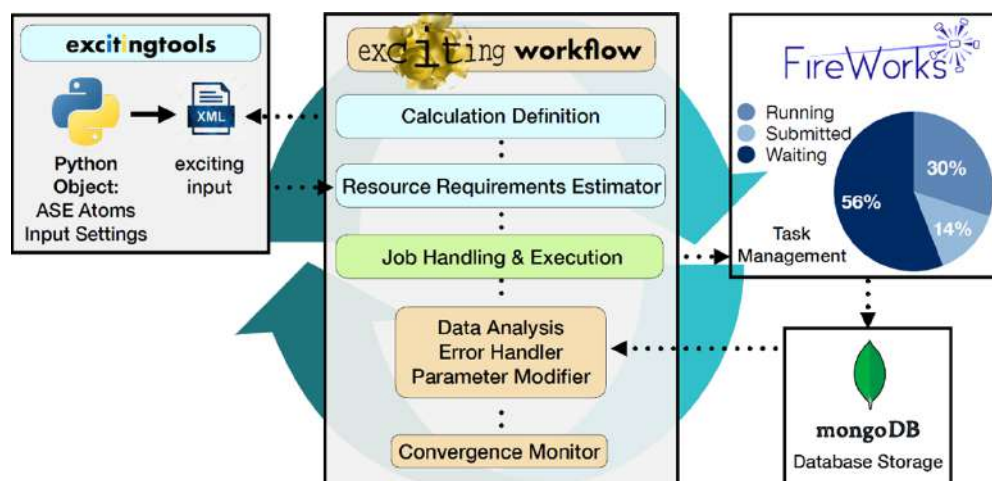 excitingtools
XML
Python
Object:
ASE Atoms
Input Settings
exciting
input
exciting workflow
Calculation Definition
Resource Requirements Estimator
Job Handling & Execution
Data Analysis
Error Handler
Parameter Modifier
Convergence Monitor
FireWorks
Running
Submitted
Waiting
30%
56%
14%
Task
Management
mongoDB
Database Storage